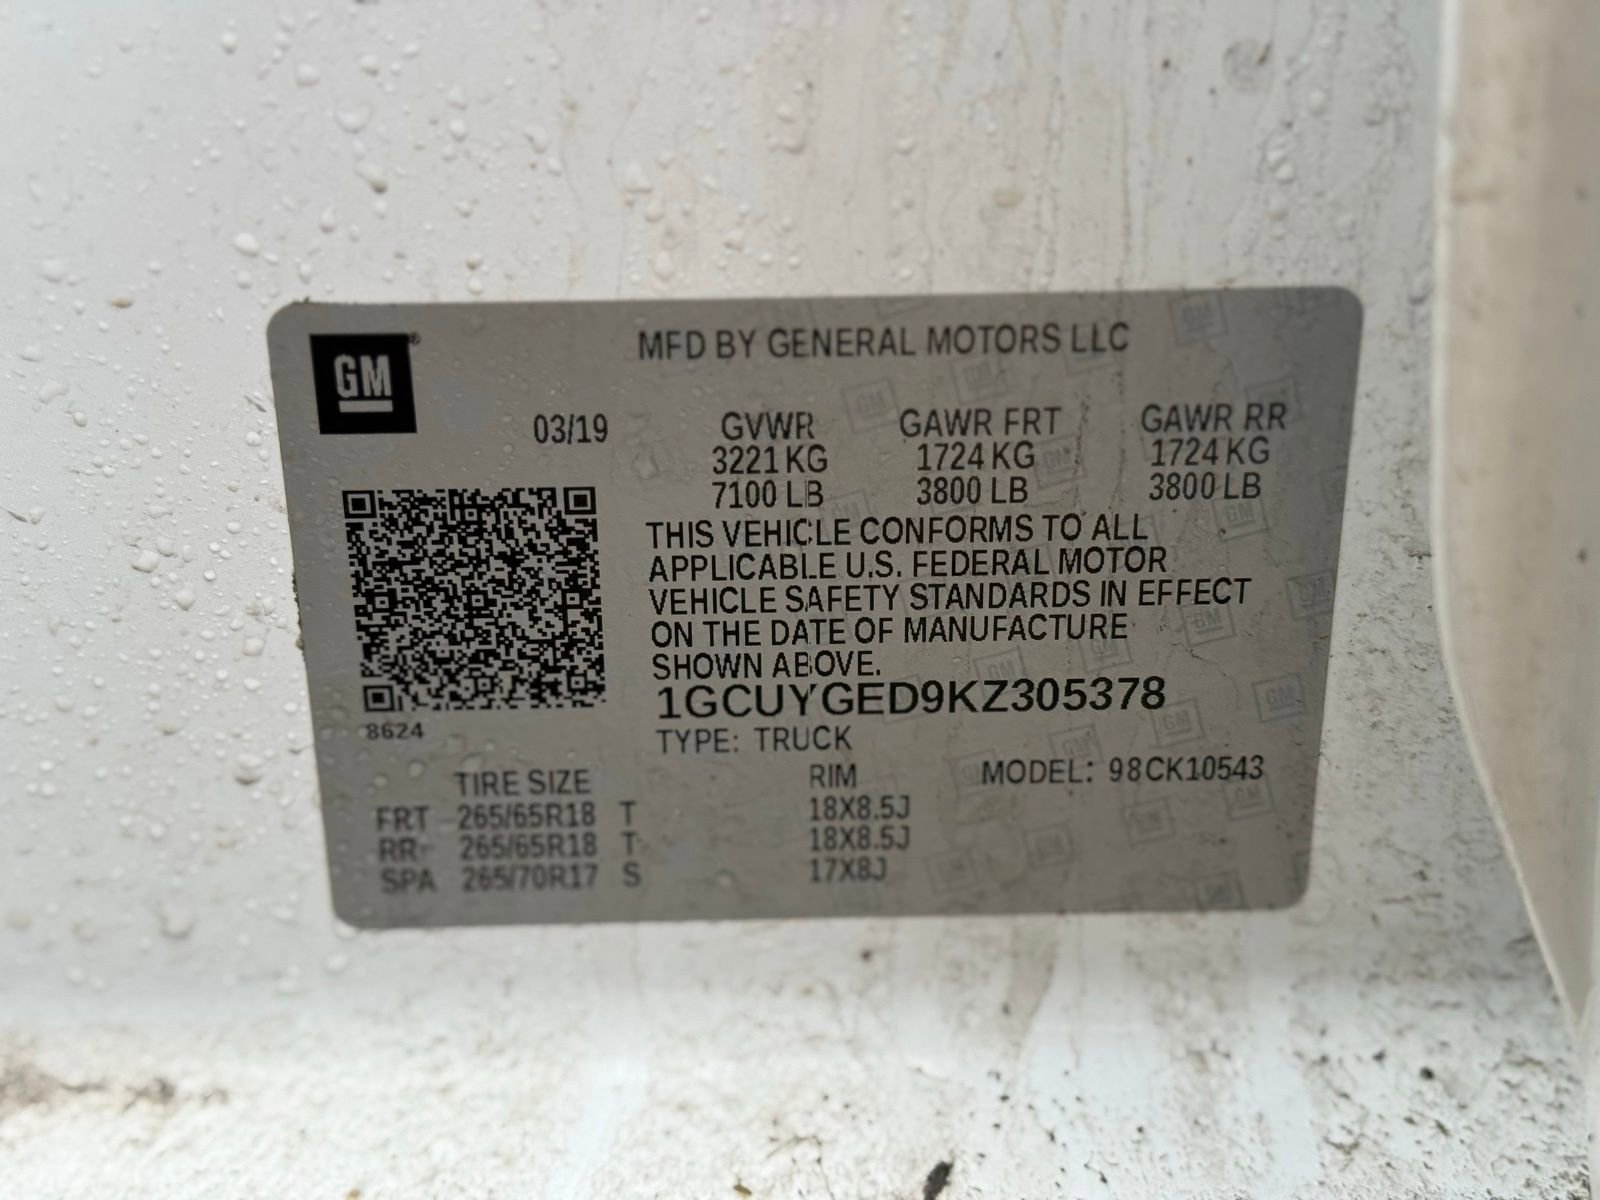 GM
MFD BY GENERAL MOTORS LLC
03/19 GVWR GAWR FRT GAWR RR
3221 KG 1724 KG 1724 KG
7100 LB 3800 LB 3800 LB
THIS VEHICLE CONFORMS TO ALL
APPLICABLE U.S. FEDERAL MOTOR
VEHICLE SAFETY STANDARDS IN EFFECT
ON THE DATE OF MANUFACTURE
SHOWN ABOVE.
1GCUYGED9KZ305378
8624
TYPE: TRUCK
TIRE SIZE RIM MODEL: 98CK10543
FRT 265/65R18 T 18X8.5J
RR 265/65R18 T 18X8.5J
SPA 265/70R17 S 17X8J